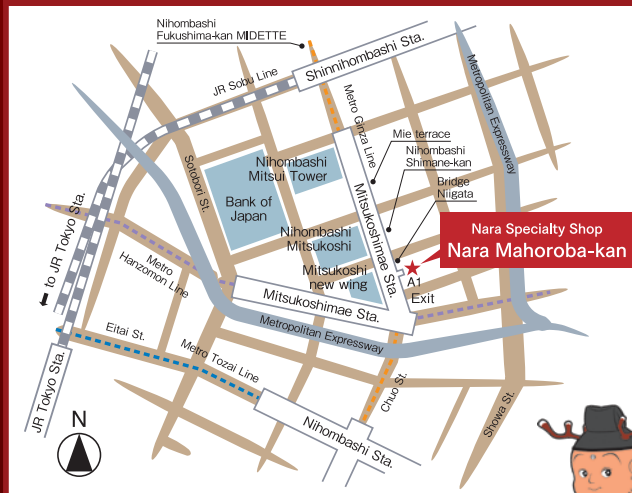 Nihombashi
Fukushima-kan MIDETTE
Shinnihombashi Sta.
JR Sobu Line
Metropolitan Expressway
Metro Ginza Line
Mie terrace
Nihombashi
Shimane-kan
Bridge
Niigata
Sotobori St.
Nihombashi
Mitsui Tower
Bank of
Japan
Mitsukoshimae Sta.
Nihombashi
Mitsukoshi
Mitsukoshi
new wing
Nara Specialty Shop
Nara Mahoroba-kan
A1
Exit
to JR Tokyo Sta.
Metro
Hanzomon Line
Mitsukoshimae Sta.
Metropolitan Expressway
Eitai St.
Metro Tozai Line
Chuo St.
Showa St.
JR Tokyo Sta.
Nihombashi Sta.
N